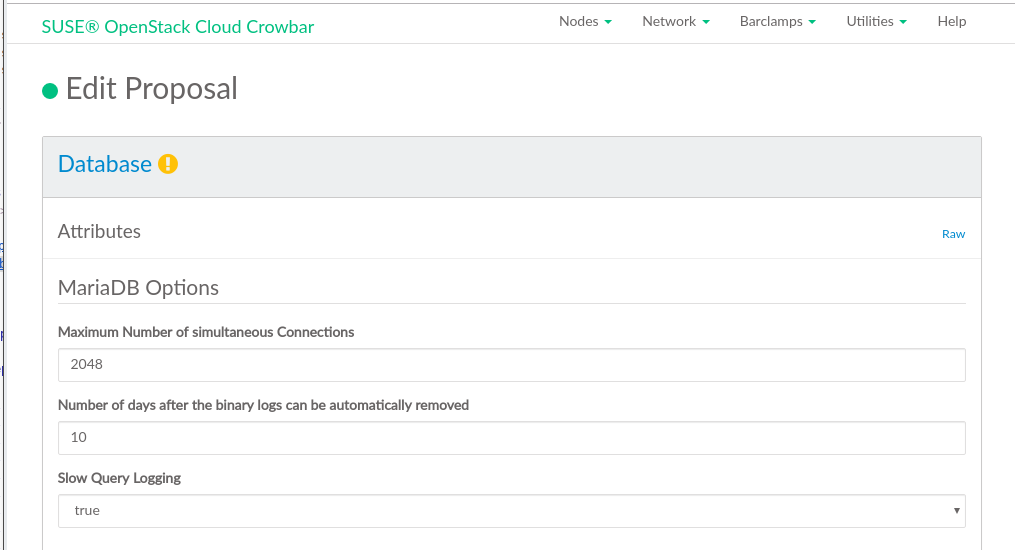 SUSE® OpenStack Cloud Crowbar
Nodes Network Barclamps Utilities Help
Edit Proposal
Database
Attributes
Raw
MariaDB Options
Maximum Number of simultaneous Connections
2048
Number of days after the binary logs can be automatically removed
10
Slow Query Logging
true